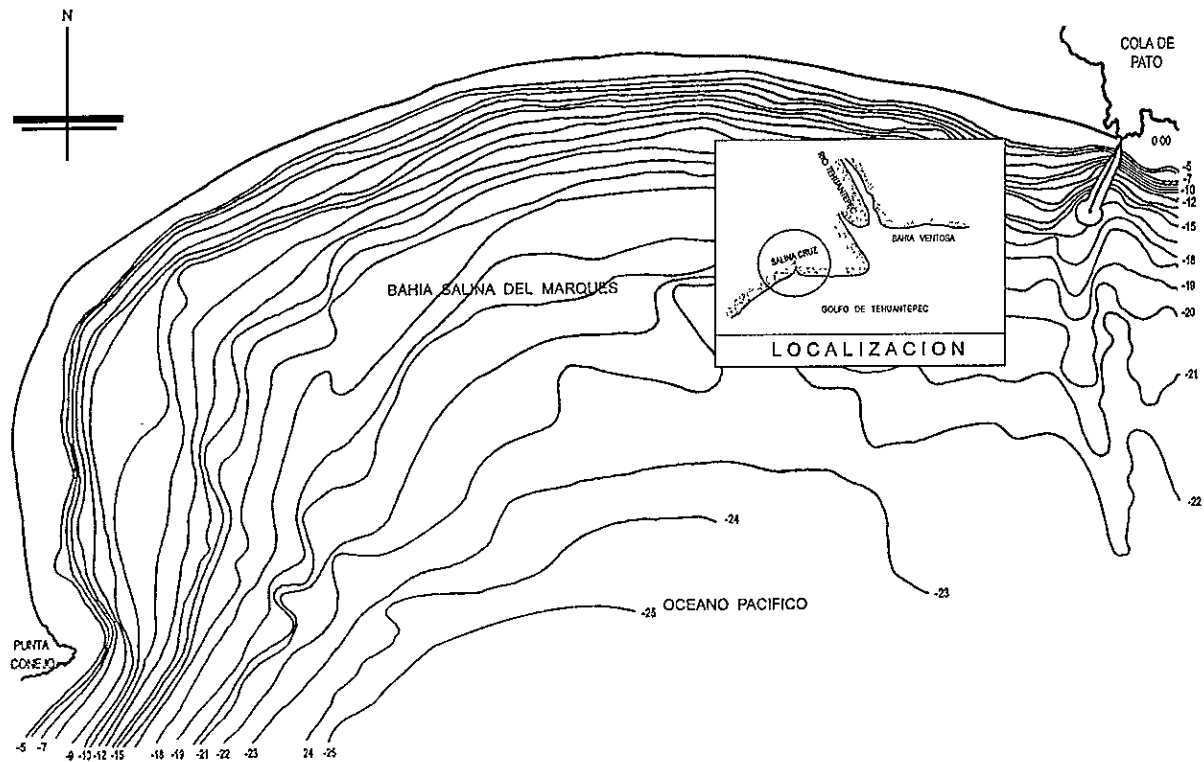 N
COLA DE
PATO
0.00
-5
-7
-10
-12
-15
-18
-19
-20
-21
-22
RIO TEHUANTEPEC
BAHIA VENTOSA
SALINA CRUZ
GOLFO DE TEHUANTEPEC
LOCALIZACION
BAHIA SALINA DEL MARQUES
-24
-23
-25
OCEANO PACIFICO
PUNTA
CONEJO
-5 -7 -9 -10 -12 -15 -18 -19 -21 -22 -23 24 -25